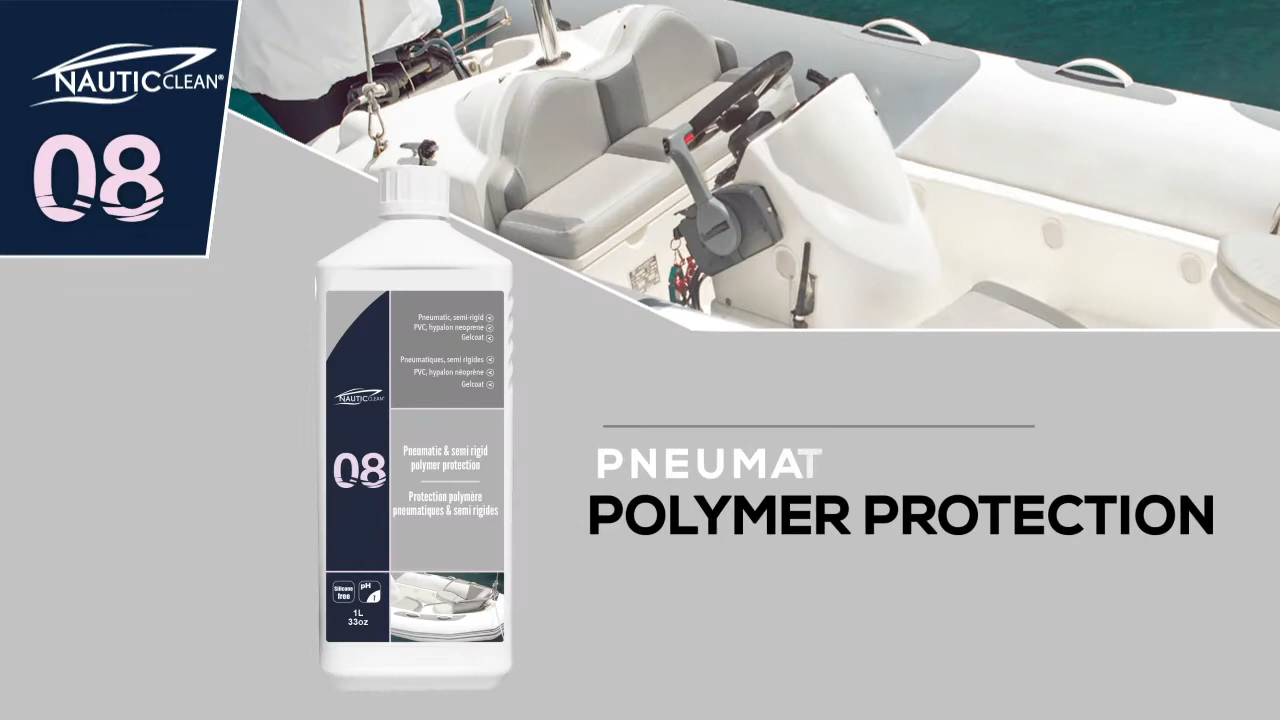 NAUTICCLEAN®
08
Pneumatic, semi-rigid
PVC, hypalon neoprene
Gelcoat
Pneumatiques, semi rigides
PVC, hypalon néoprène
Gelcoat
NAUTICCLEAN®
08
Pneumatic & semi rigid
polymer protection
Protection polymère
pneumatiques & semi rigides
Silicone
free
pH
1
1L
33oz
PNEUMAT
POLYMER PROTECTION